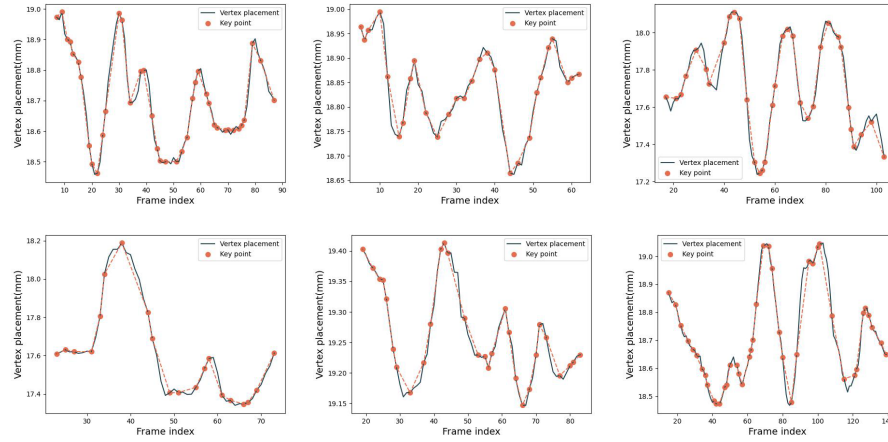 19.0
18.9
18.8
18.7
18.6
18.5
Vertex placement(mm)
Vertex placement
Key point
10 20 30 40 50 60 70 80 90
Frame index
19.00
18.95
18.90
18.85
18.80
18.75
18.70
18.65
Vertex placement(mm)
Vertex placement
Key point
10 20 30 40 50 60
Frame index
18.0
17.8
17.6
17.4
17.2
Vertex placement(mm)
Vertex placement
Key point
20 40 60 80 100
Frame index
18.2
18.0
17.8
17.6
17.4
Vertex placement(mm)
Vertex placement
Key point
30 40 50 60 70
Frame index
19.40
19.35
19.30
19.25
19.20
19.15
Vertex placement(mm)
Vertex placement
Key point
20 30 40 50 60 70 80
Frame index
19.0
18.9
18.8
18.7
18.6
18.5
Vertex placement(mm)
Vertex placement
Key point
20 40 60 80 100 120 140
Frame index